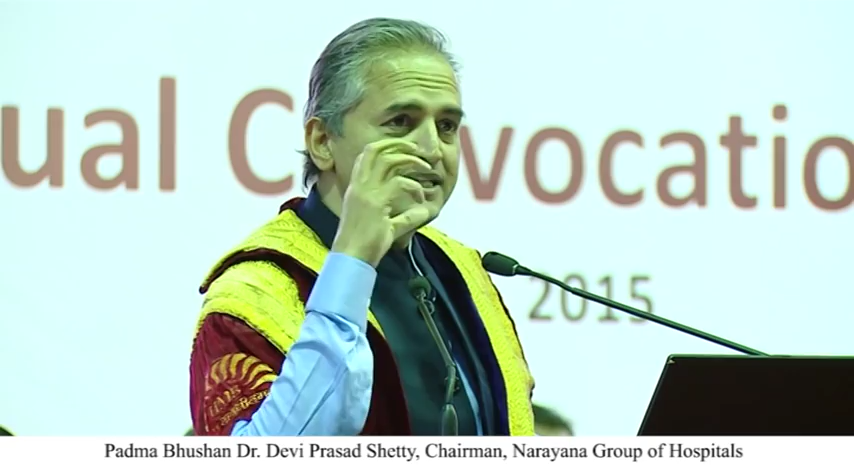 ual C vocatio
2015
Padma Bhushan Dr. Devi Prasad Shetty, Chairman, Narayana Group of Hospitals